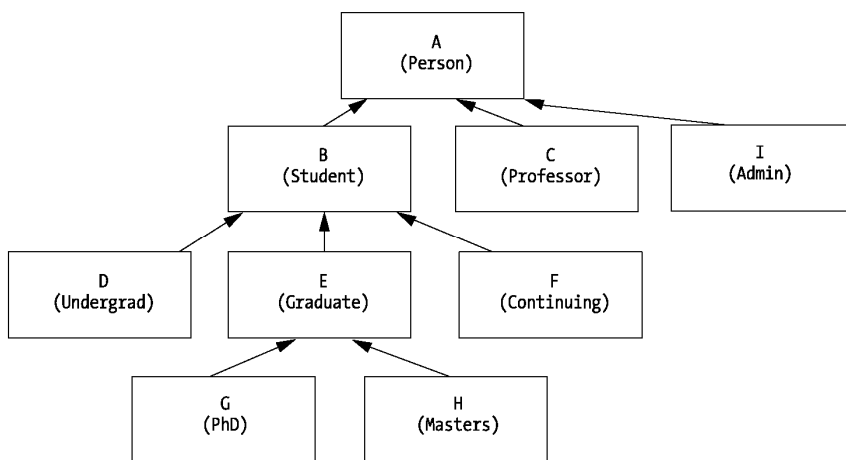 A
(Person)
B
(Student)
C
(Professor)
I
(Admin)
D
(Undergrad)
E
(Graduate)
F
(Continuing)
G
(PhD)
H
(Masters)